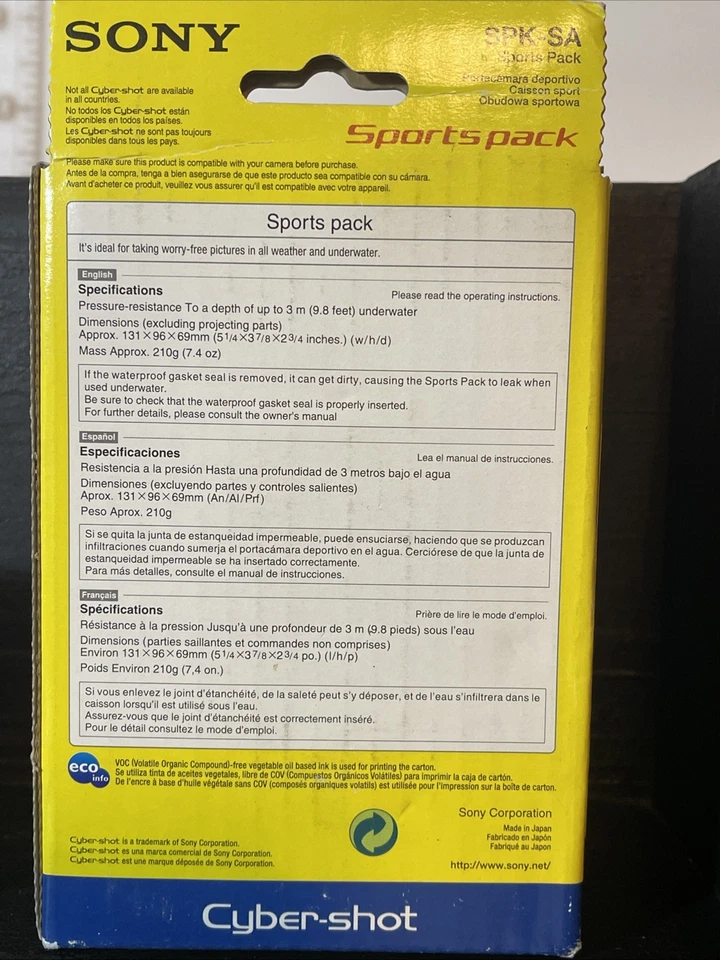 SONY
SPK-SA
Sports Pack
Portacámara deportivo
Caisson sport
Obudowa sportowa
Not all Cyber-shot are available
in all countries.
No todos los Cyber-shot están
disponibles en todos los países.
Les Cyber-shot ne sont pas toujours
disponibles dans tous les pays.
Sports pack
Please make sure this product is compatible with your camera before purchase.
Antes de la compra, tenga a bien asegurarse de que este producto sea compatible con su cámara.
Avant d'acheter ce produit, veuillez vous assurer qu'il est compatible avec votre appareil.
Sports pack
It's ideal for taking worry-free pictures in all weather and underwater.
English
Specifications
Please read the operating instructions.
Pressure-resistance To a depth of up to 3 m (9.8 feet) underwater
Dimensions (excluding projecting parts)
Approx. 131×96×69mm (5 1/4×3 7/8×2 3/4 inches.) (w/h/d)
Mass Approx. 210g (7.4 oz)
If the waterproof gasket seal is removed, it can get dirty, causing the Sports Pack to leak when
used underwater.
Be sure to check that the waterproof gasket seal is properly inserted.
For further details, please consult the owner's manual
Español
Especificaciones
Lea el manual de instrucciones.
Resistencia a la presión Hasta una profundidad de 3 metros bajo el agua
Dimensiones (excluyendo partes y controles salientes)
Aprox. 131×96×69mm (An/Al/Prf)
Peso Aprox. 210g
Si se quita la junta de estanqueidad impermeable, puede ensuciarse, haciendo que se produzcan
infiltraciones cuando sumerja el portacámara deportivo en el agua. Cerciórese de que la junta de
estanqueidad impermeable se ha insertado correctamente.
Para más detalles, consulte el manual de instrucciones.
Français
Spécifications
Prière de lire le mode d'emploi.
Résistance à la pression Jusqu'à une profondeur de 3 m (9.8 pieds) sous l'eau
Dimensions (parties saillantes et commandes non comprises)
Environ 131×96×69mm (5 1/4×3 7/8×2 3/4 po.) (l/h/p)
Poids Environ 210g (7,4 on.)
Si vous enlevez le joint d'étanchéité, de la saleté peut s'y déposer, et de l'eau s'infiltrera dans le
caisson lorsqu'il est utilisé sous l'eau.
Assurez-vous que le joint d'étanchéité est correctement inséré.
Pour le détail consultez le mode d'emploi.
eco
info
VOC (Volatile Organic Compound)-free vegetable oil based ink is used for printing the carton.
Se utiliza tinta de aceites vegetales, libre de COV (Compuestos Orgánicos Volátiles) para imprimir la caja de cartón.
De l'encre à base d'huile végétale sans COV (composés organiques volatils) est utilisée pour l'impression sur la boîte de carton.
Sony Corporation
Made in Japan
Fabricado en Japón
Fabriqué au Japon
Cyber-shot is a trademark of Sony Corporation.
Cyber-shot es una marca comercial de Sony Corporation.
Cyber-shot est une marque déposée de Sony Corporation.
http://www.sony.net/
Cyber-shot